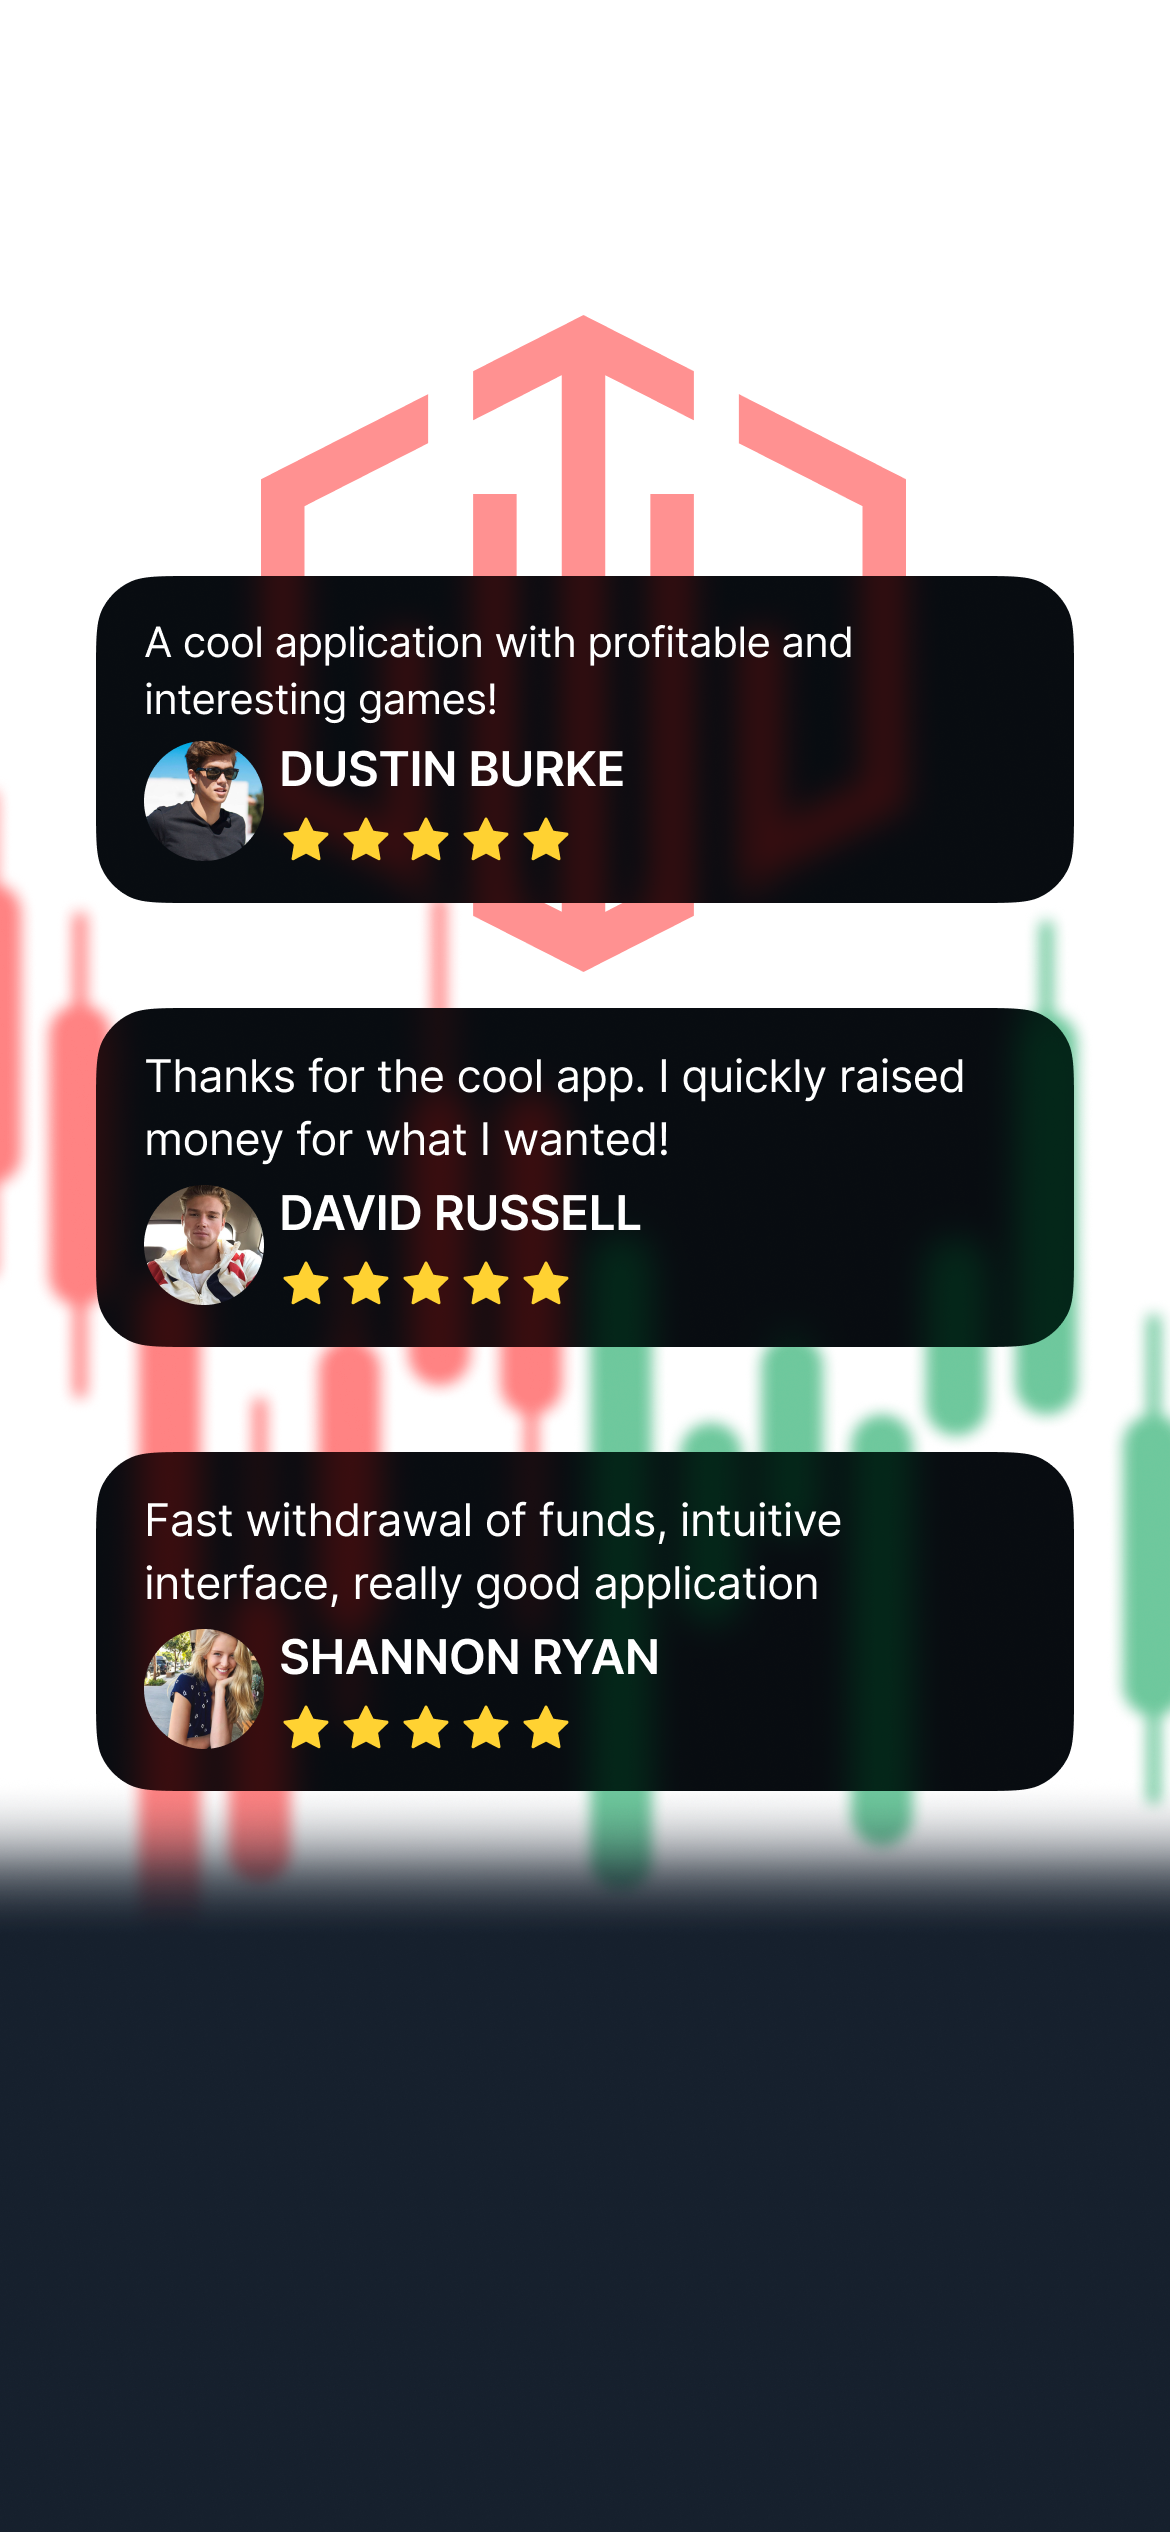 A cool application with profitable and
interesting games!
DUSTIN BURKE
Thanks for the cool app. I quickly raised
money for what I wanted!
DAVID RUSSELL
Fast withdrawal of funds, intuitive
interface, really good application
SHANNON RYAN